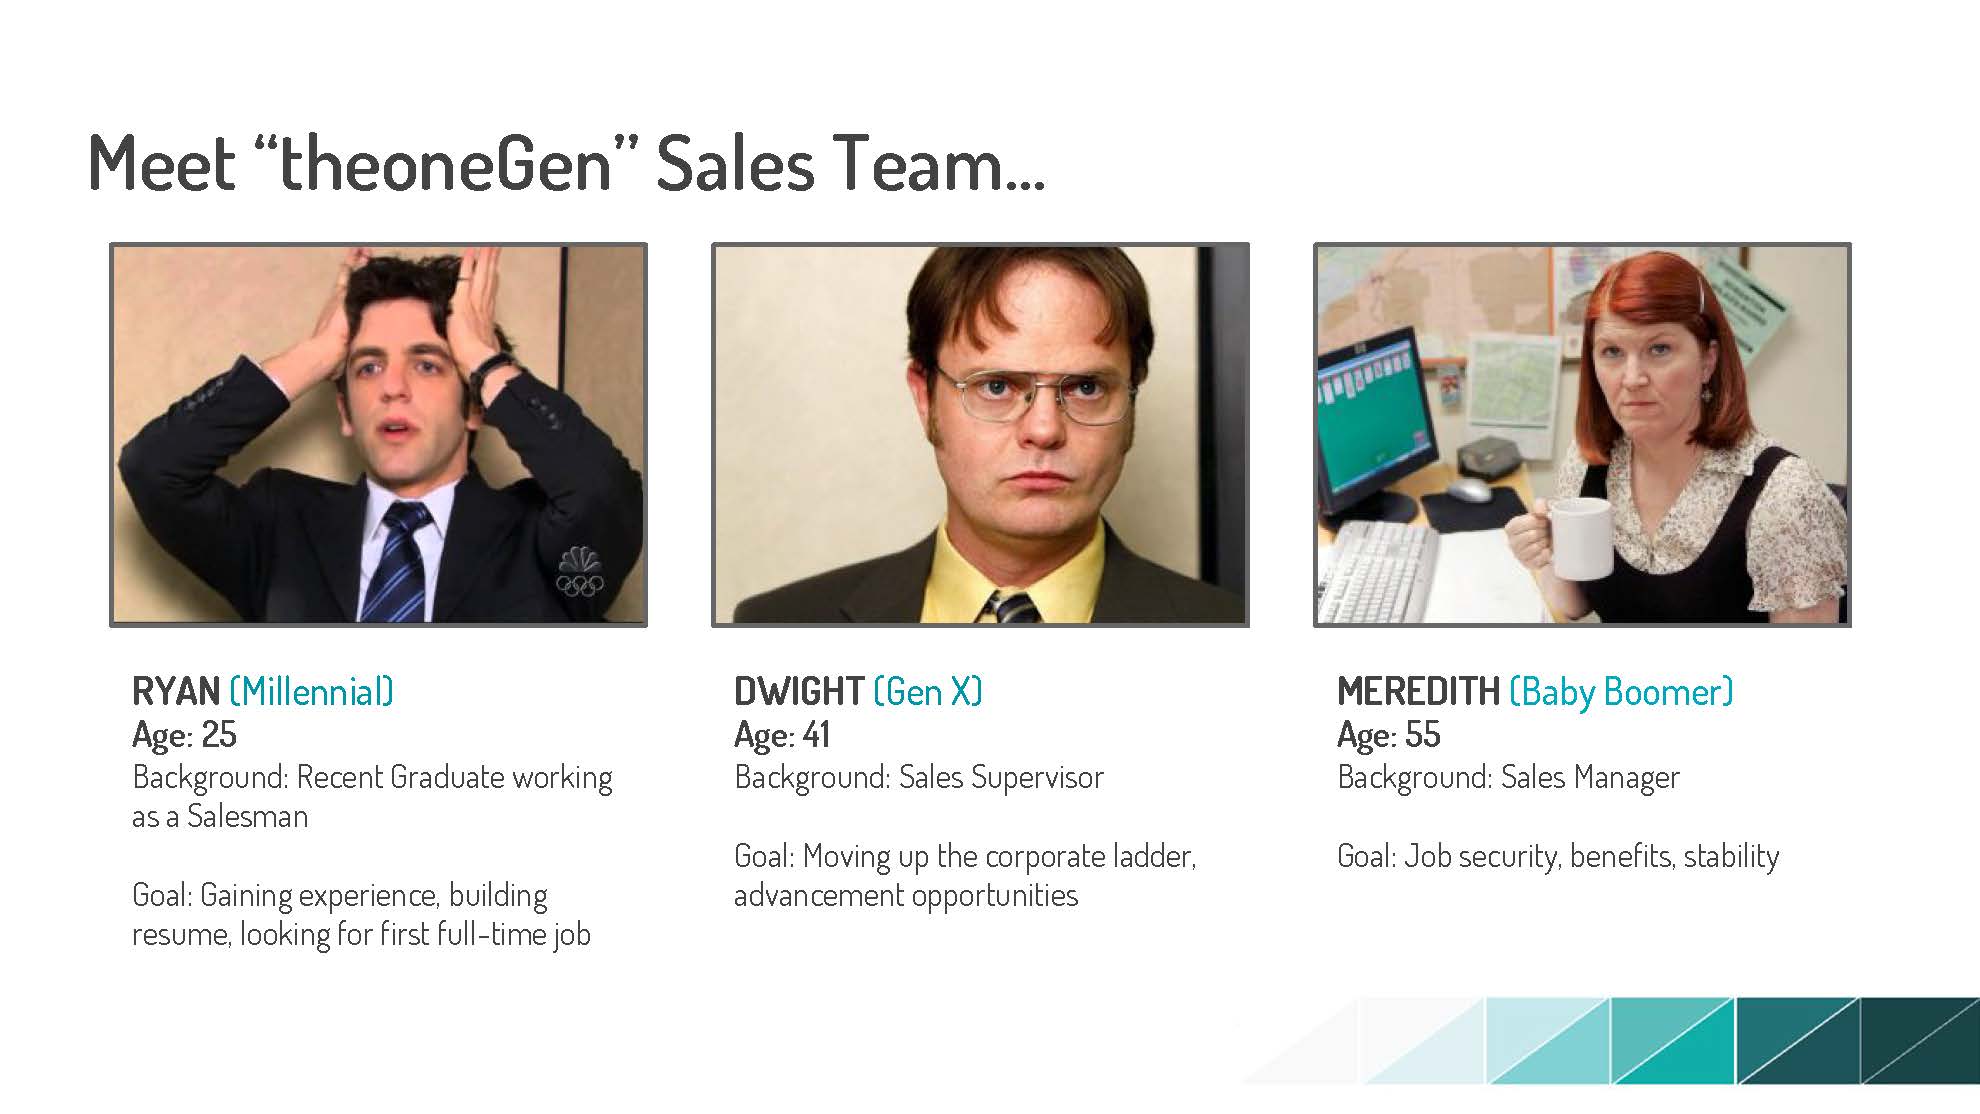 Meet “theoneGen” Sales Team...
RYAN (Millennial)
Age: 25
Background: Recent Graduate working
as a Salesman
Goal: Gaining experience, building
resume, looking for first full-time job
DWIGHT (Gen X)
Age: 41
Background: Sales Supervisor
Goal: Moving up the corporate ladder,
advancement opportunities
MEREDITH (Baby Boomer)
Age: 55
Background: Sales Manager
Goal: Job security, benefits, stability